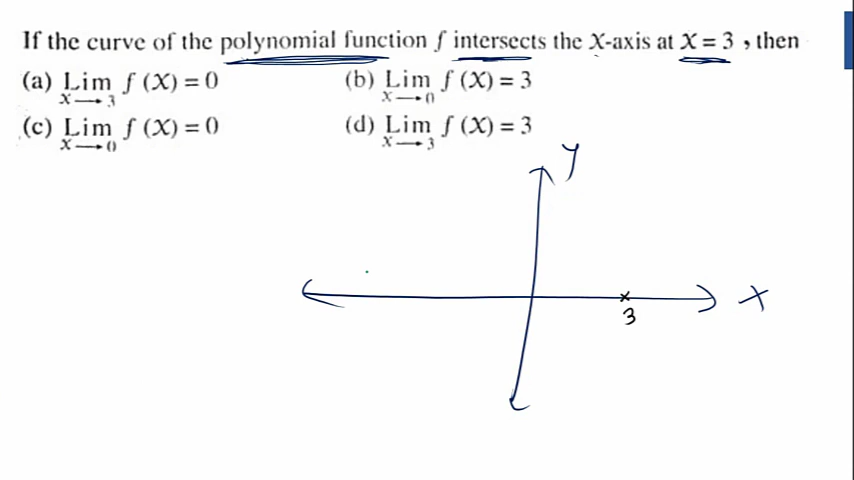 If the curve of the polynomial function f intersects the X-axis at X = 3 , then
(a) Lim f (X) = 0 (b) Lim f (X) = 3
X → 3 X → 0
(c) Lim f (X) = 0 (d) Lim f (X) = 3
X → 0 X → 3
y
x
3